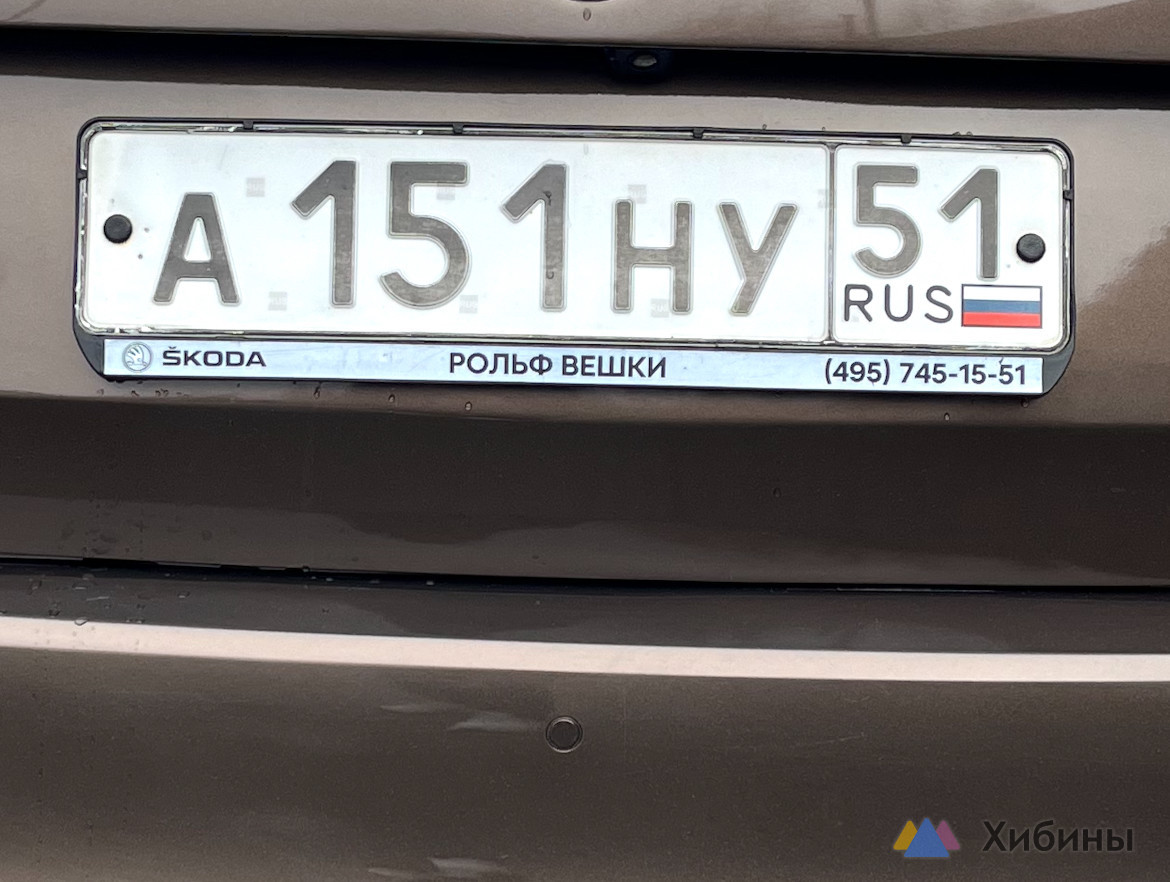 А 151 НУ 51
RUS
ŠKODA РОЛЬФ ВЕШКИ (495) 745-15-51
Хибины